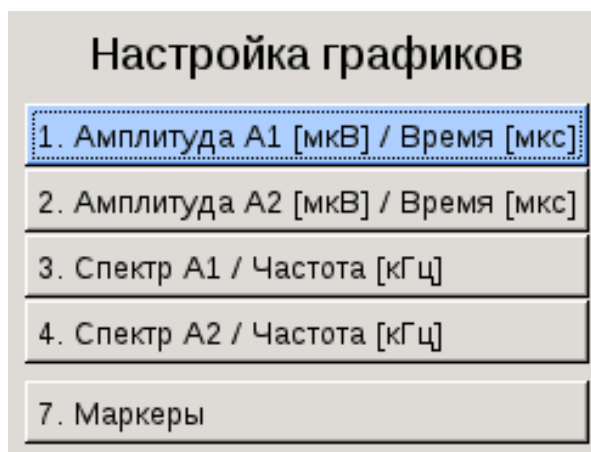 Настройка графиков
1. Амплитуда А1 [мкВ] / Время [мкс]
2. Амплитуда А2 [мкВ] / Время [мкс]
3. Спектр А1 / Частота [кГц]
4. Спектр А2 / Частота [кГц]
7. Маркеры